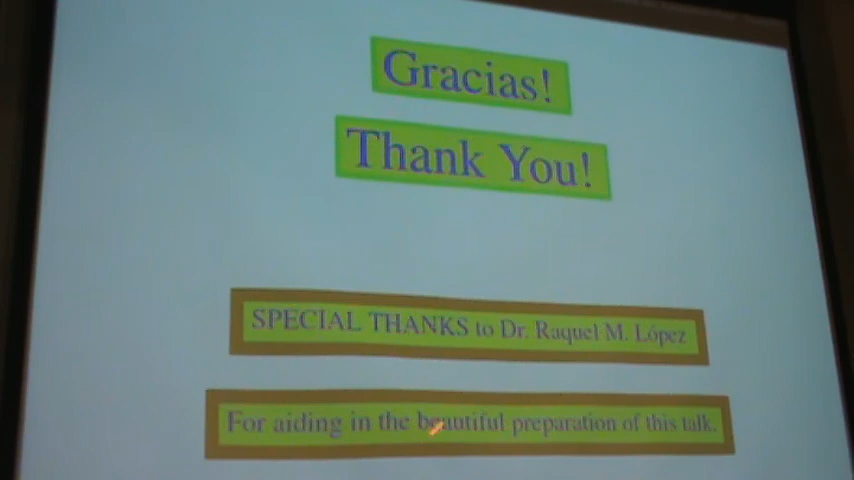 Gracias!
Thank You!
SPECIAL THANKS to Dr. Raquel M. López
For aiding in the beautiful preparation of this talk.